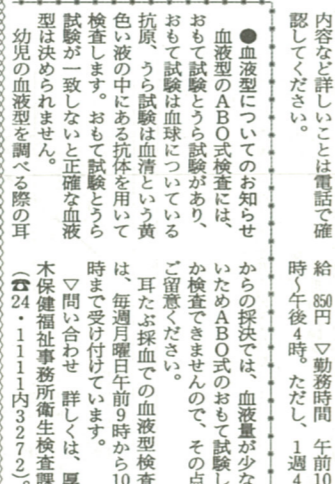 内容など詳しいことは電話で確
認してください。
●血液型についてのお知らせ
血液型のABO式検査には、
おもて試験とうら試験があり、
おもて試験は血球についている
抗原、うら試験は血清という黄
色い液の中にある抗体を用いて
検査します。おもて試験とうら
試験が一致しないと正確な血液
型は決められません。
幼児の血液型を調べる際の耳
給 850円 ▽勤務時間 午前10
時〜午後4時。ただし、1週4
からの採決では、血液量が少な
いためABO式のおもて試験し
か検査できませんので、その点
ご留意ください。
耳たぶ採血での血液型検査
は、毎週月曜日午前9時から10
時まで受け付けています。
▽問い合わせ 詳しくは、厚
木保健福祉事務所衛生検査課
(☎24・1111内3272)。